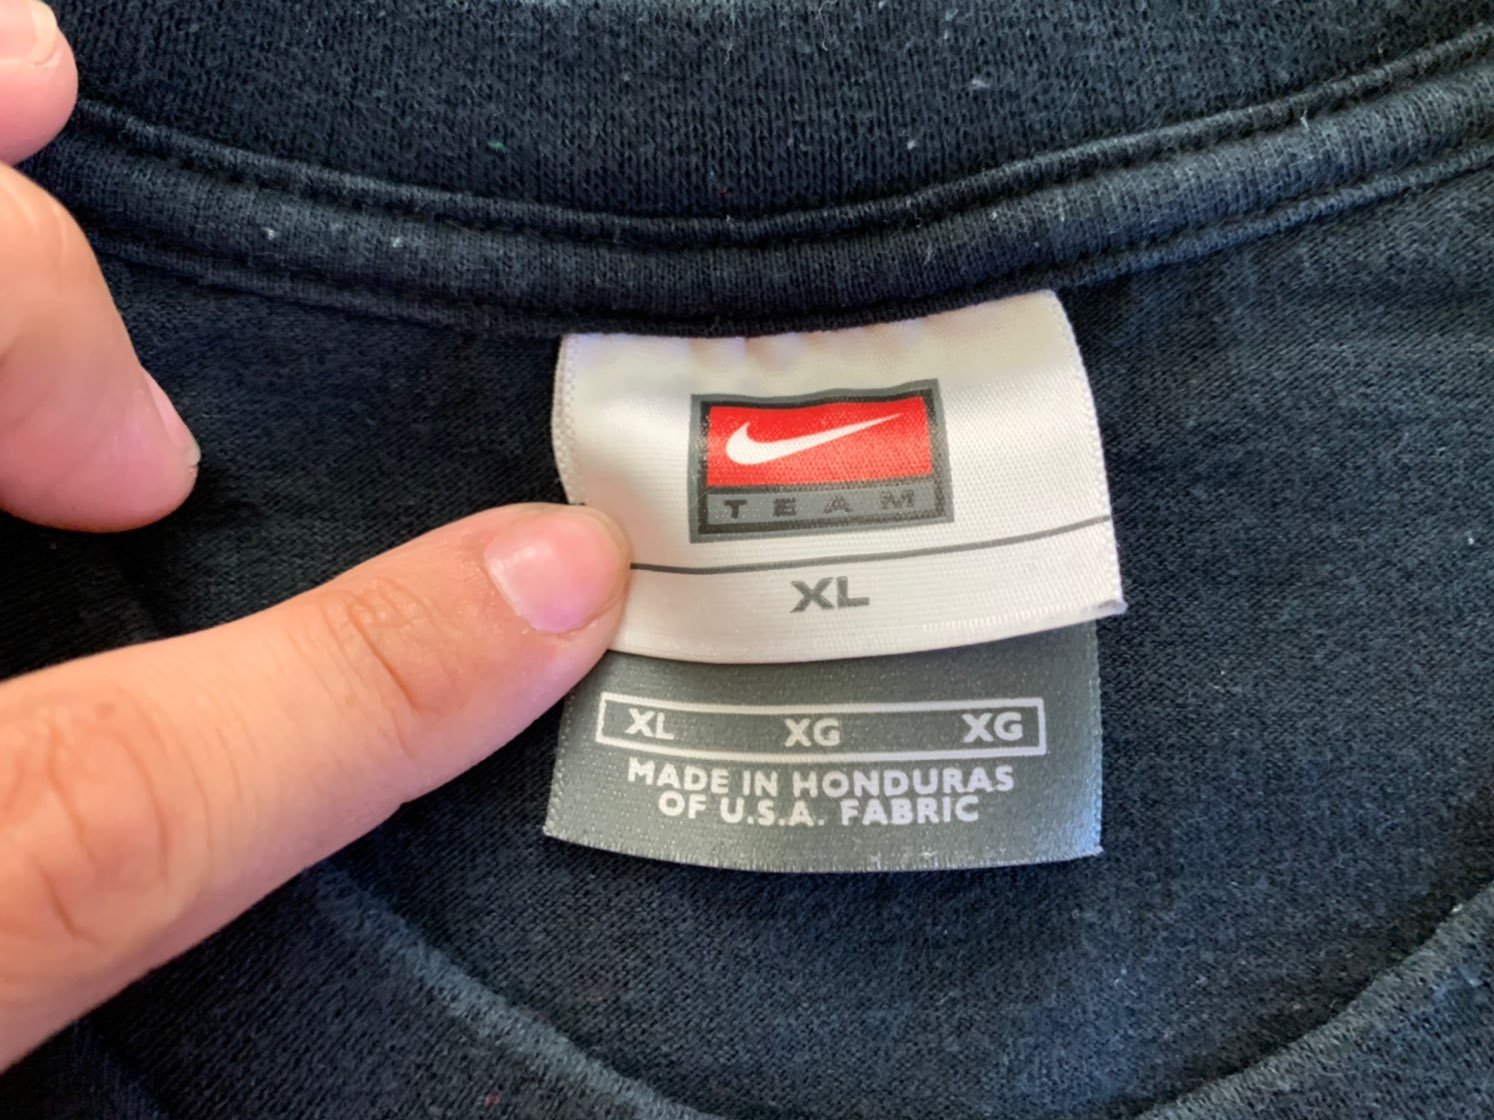 TEAM
XL
XL XG XG
MADE IN HONDURAS
OF U.S.A. FABRIC